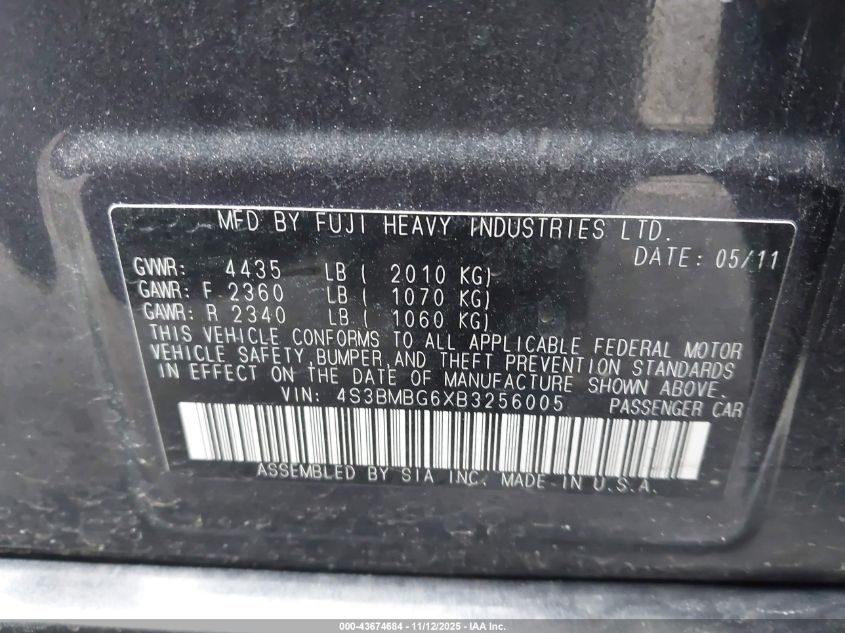 MFD BY FUJI HEAVY INDUSTRIES LTD.
DATE: 05/11
GVWR: 4435 LB ( 2010 KG)
GAWR: F 2360 LB ( 1070 KG)
GAWR: R 2340 LB ( 1060 KG)
THIS VEHICLE CONFORMS TO ALL APPLICABLE FEDERAL MOTOR
VEHICLE SAFETY, BUMPER, AND THEFT PREVENTION STANDARDS
IN EFFECT ON THE DATE OF MANUFACTURE SHOWN ABOVE.
VIN: 4S3BMBG6XB3256005 PASSENGER CAR
ASSEMBLED BY SIA INC. MADE-IN U.S.A.
000-43674684 - 11/12/2025 - IAA Inc.